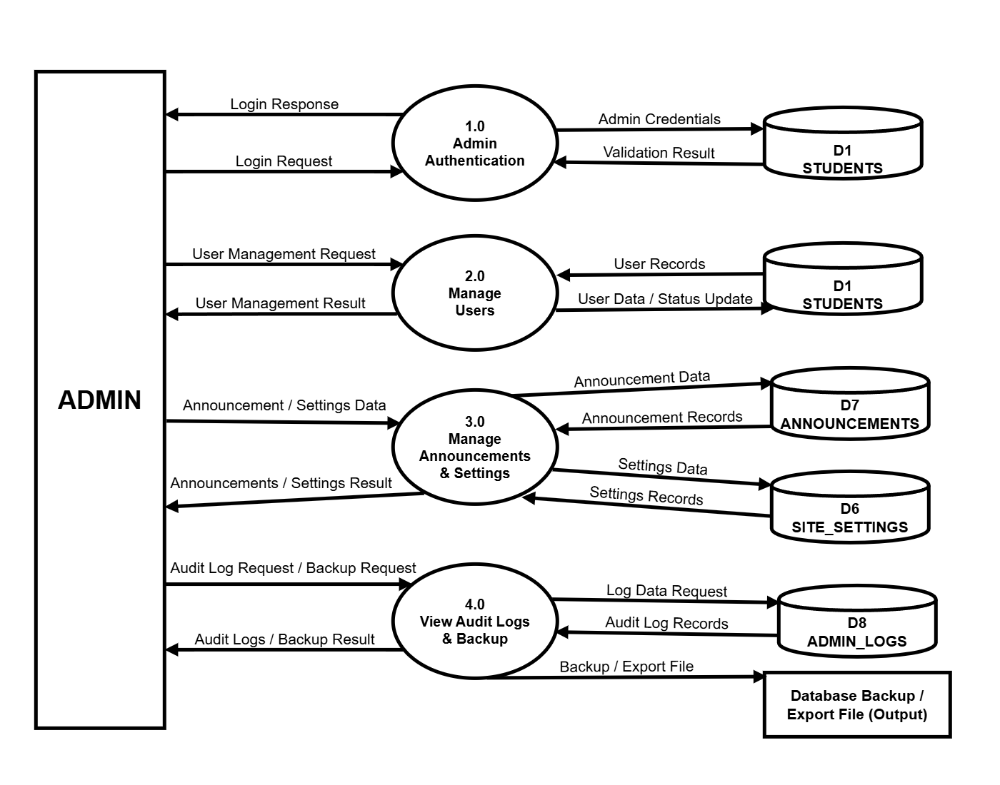 Login Response
Login Request
1.0
Admin
Authentication
Admin Credentials
Validation Result
D1
STUDENTS
User Management Request
User Management Result
2.0
Manage
Users
User Records
User Data / Status Update
D1
STUDENTS
ADMIN
Announcement / Settings Data
Announcements / Settings Result
3.0
Manage
Announcements
& Settings
Announcement Data
Announcement Records
D7
ANNOUNCEMENTS
Settings Data
Settings Records
D6
SITE_SETTINGS
Audit Log Request / Backup Request
Audit Logs / Backup Result
4.0
View Audit Logs
& Backup
Log Data Request
Audit Log Records
D8
ADMIN_LOGS
Backup / Export File
Database Backup /
Export File (Output)